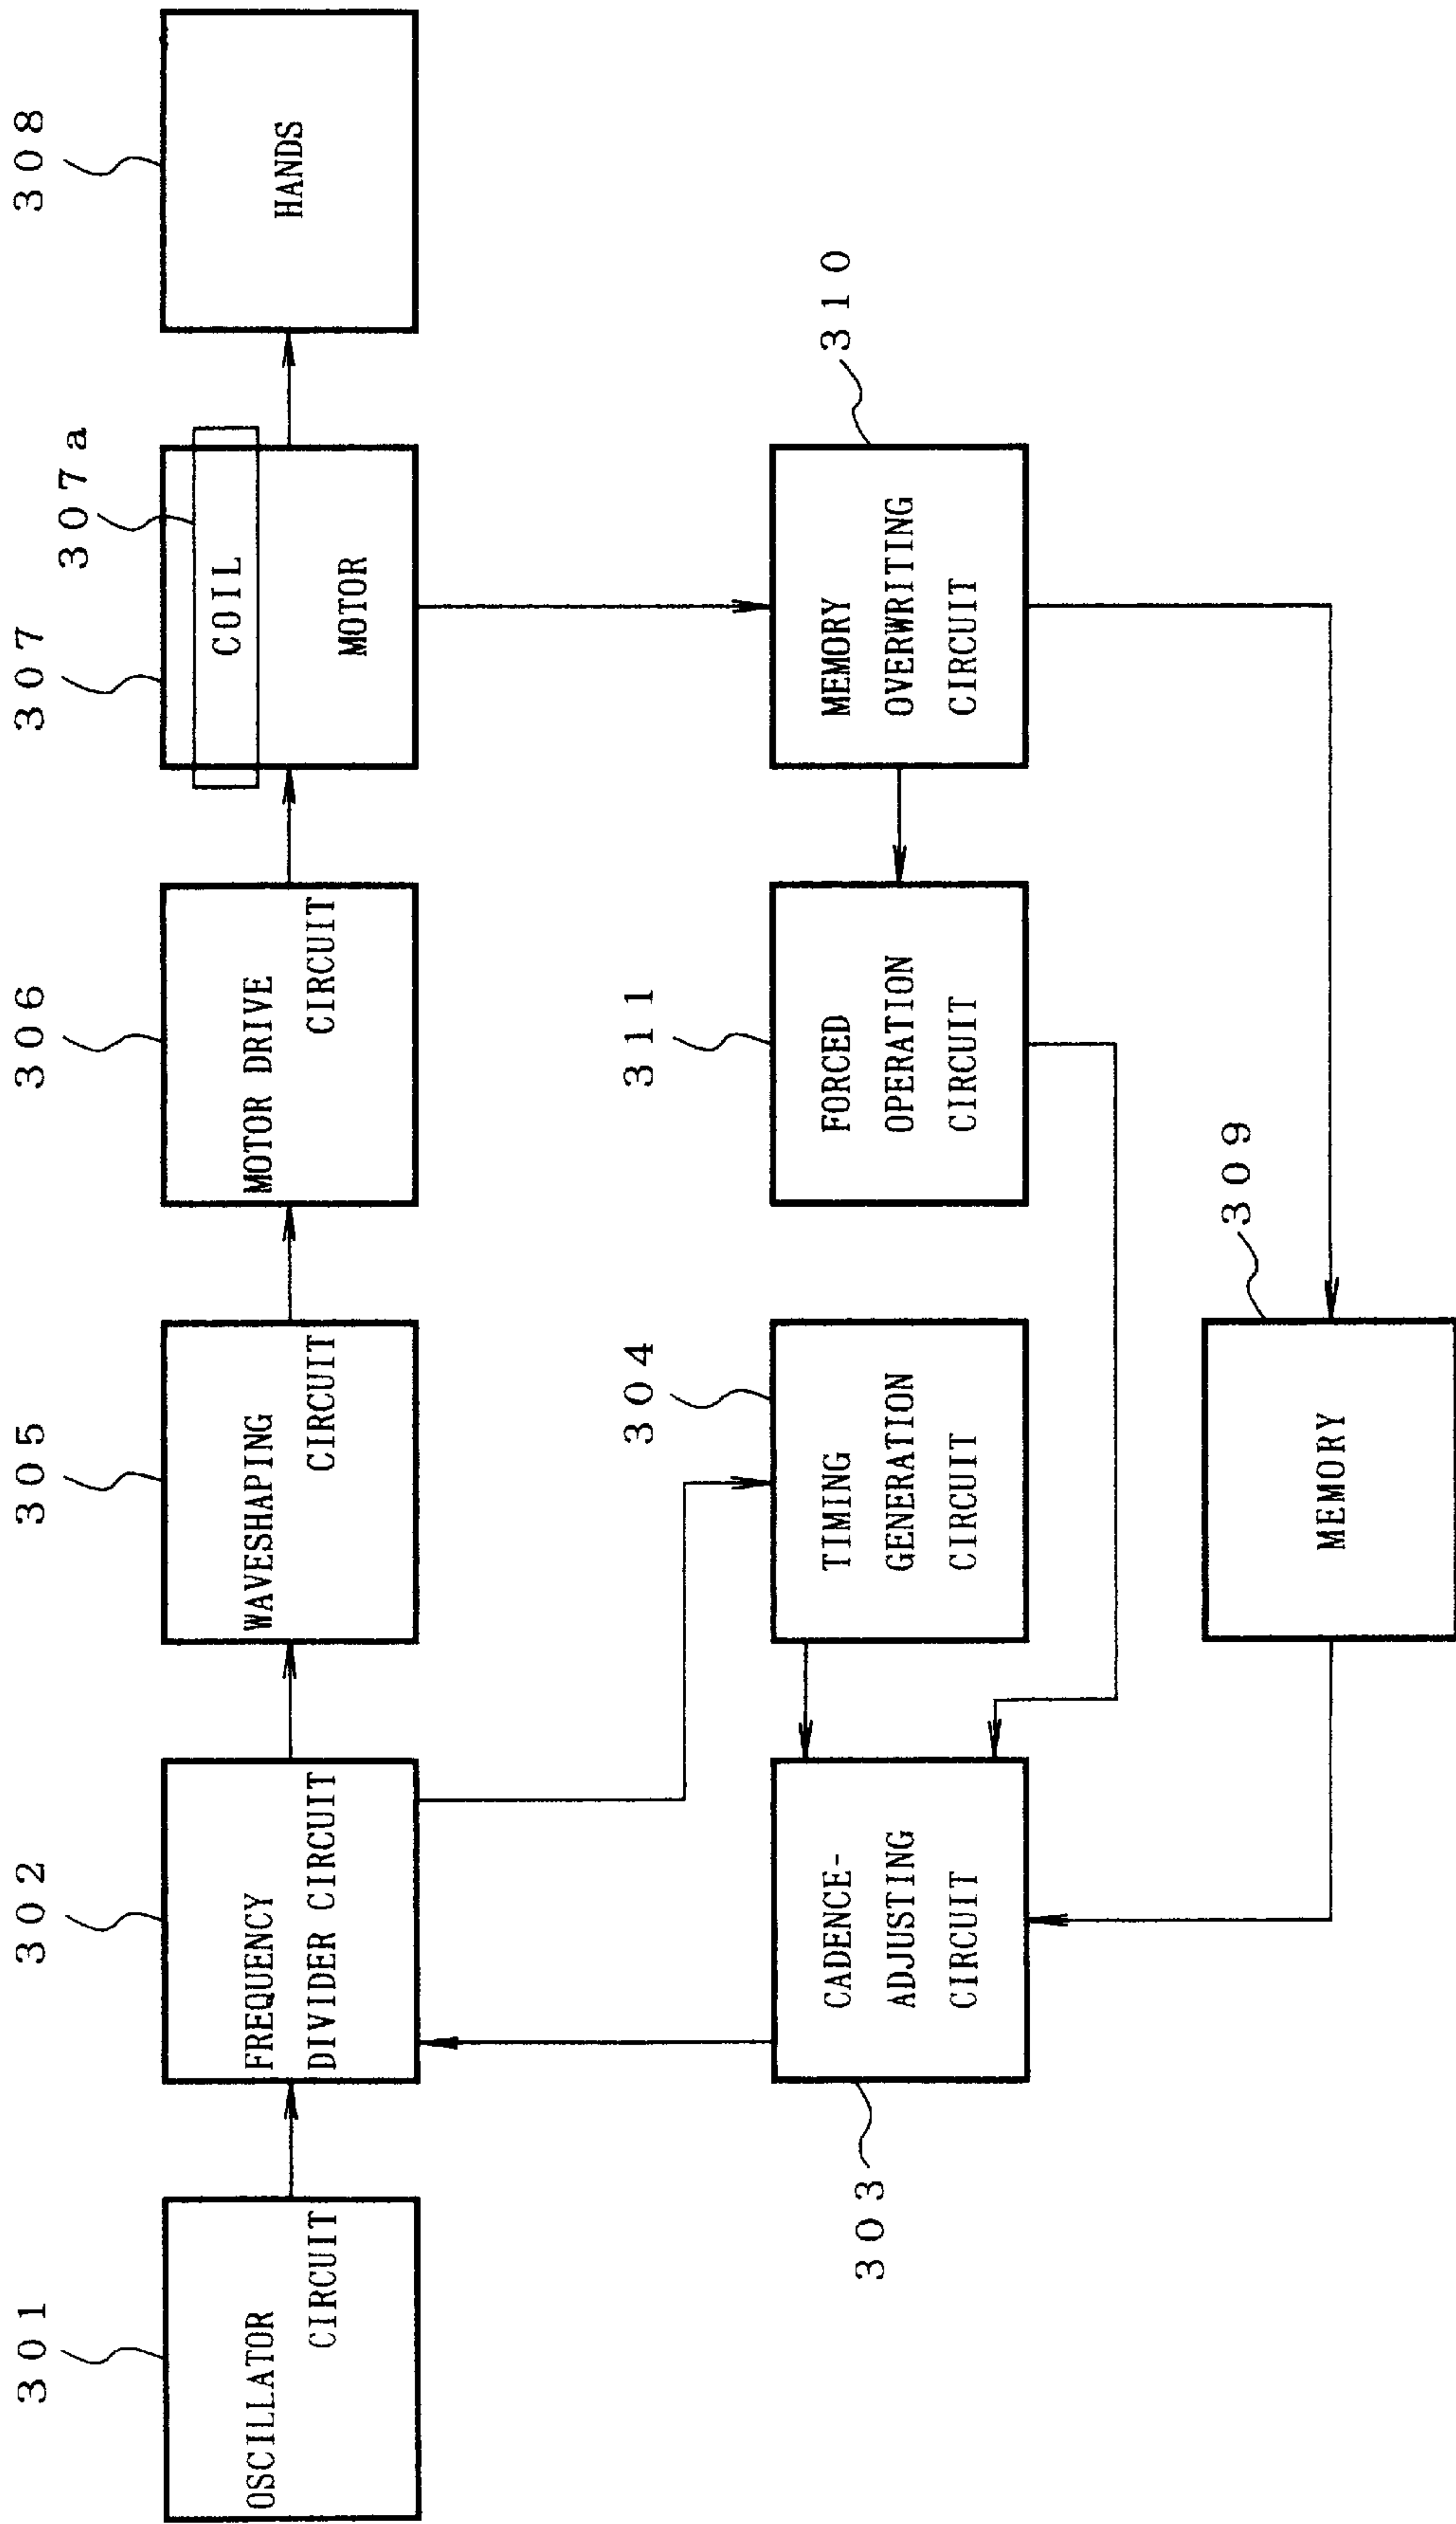 301
OSCILLATOR
CIRCUIT
302
FREQUENCY
DIVIDER CIRCUIT
305
WAVESHAPING
CIRCUIT
306
MOTOR DRIVE
CIRCUIT
307
307a
COIL
MOTOR
308
HANDS
303
CADENCE-
ADJUSTING
CIRCUIT
304
TIMING
GENERATION
CIRCUIT
311
FORCED
OPERATION
CIRCUIT
310
MEMORY
OVERWRITING
CIRCUIT
309
MEMORY